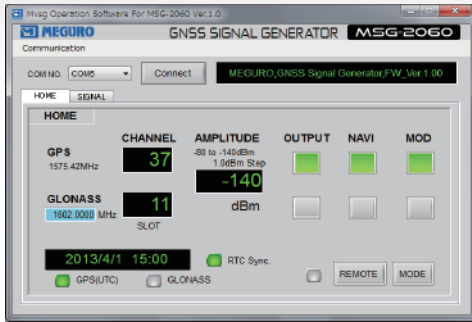 Mvsg Operation Software For MSG-2060 Ver.1.0
MEGURO GNSS SIGNAL GENERATOR MSG-2060
Communication
COM NO. COM5 Connect MEGURO,GNSS Signal Generator,FW_Ver.1.00
HOME SIGNAL
HOME
CHANNEL AMPLITUDE OUTPUT NAVI MOD
GPS
1575.42MHz
37
-80 to -140dBm
1.0dBm Step
-140
dBm
GLONASS
1602.0000 MHz
11
SLOT
2013/4/1 15:00 RTC Sync.
GPS(UTC) GLONASS REMOTE MODE